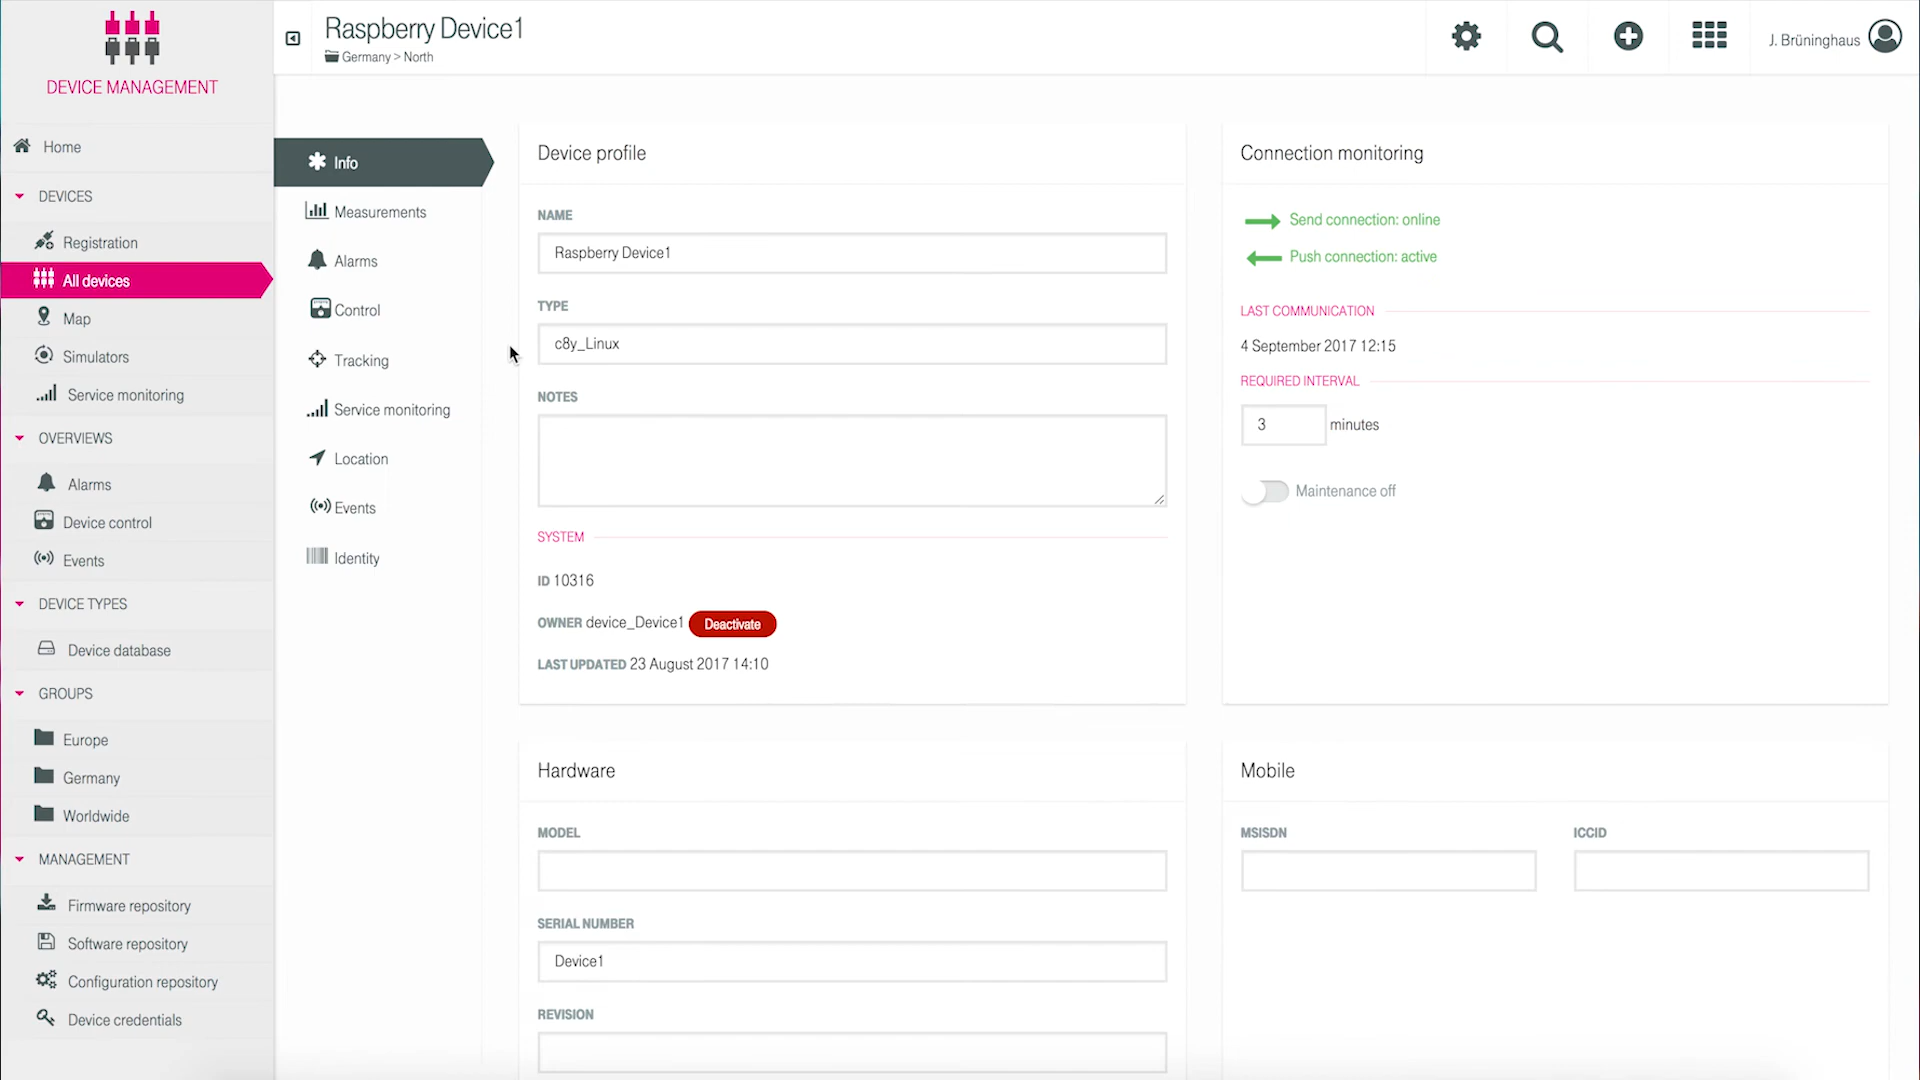 DEVICE MANAGEMENT
Home
DEVICES
Registration
All devices
Map
Simulators
Service monitoring
OVERVIEWS
Alarms
Device control
Events
DEVICE TYPES
Device database
GROUPS
Europe
Germany
Worldwide
MANAGEMENT
Firmware repository
Software repository
Configuration repository
Device credentials
Raspberry Device1
Germany > North
J. Brüninghaus
Info
Measurements
Alarms
Control
Tracking
Service monitoring
Location
Events
Identity
Device profile
NAME
Raspberry Device1
TYPE
c8y_Linux
NOTES
SYSTEM
ID 10316
OWNER device_Device1 Deactivate
LAST UPDATED 23 August 2017 14:10
Connection monitoring
Send connection: online
Push connection: active
LAST COMMUNICATION
4 September 2017 12:15
REQUIRED INTERVAL
3 minutes
Maintenance off
Hardware
MODEL
SERIAL NUMBER
Device1
REVISION
Mobile
MSISDN
ICCID